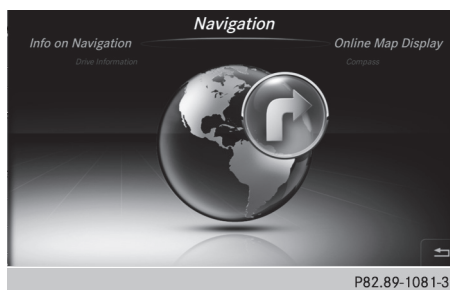 Navigation
Info on Navigation
Online Map Display
Drive Information
Compass
P82.89-1081-3